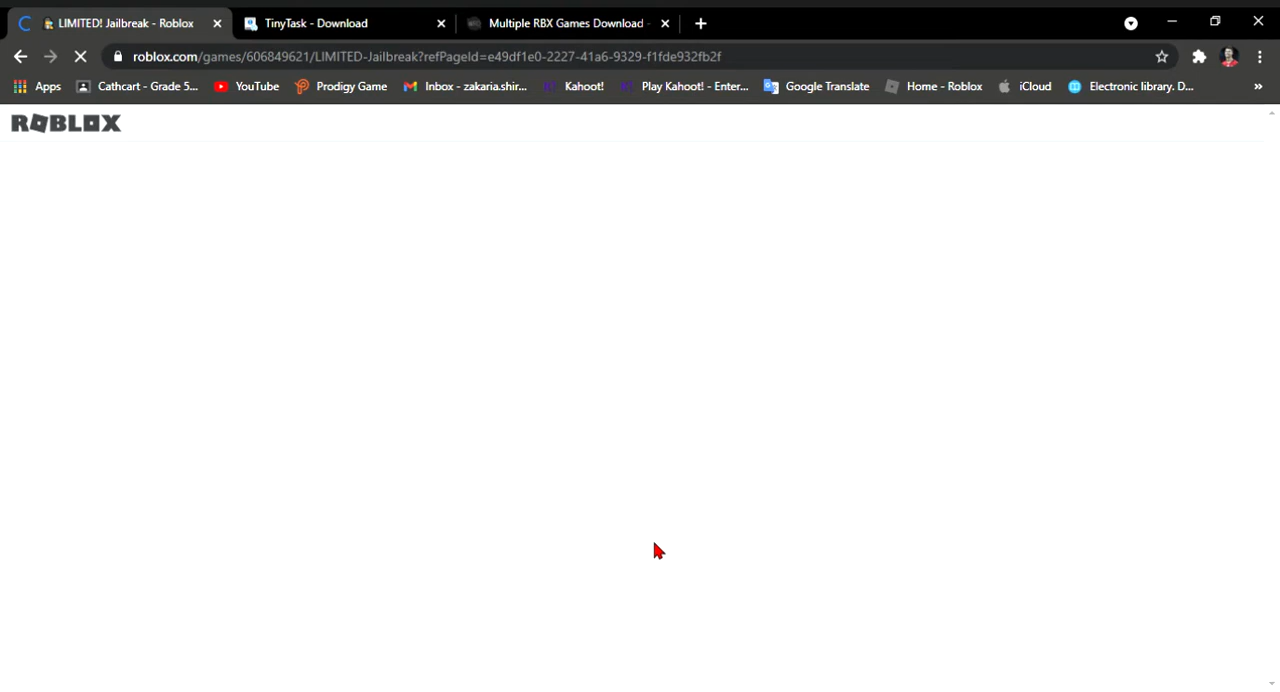 LIMITED! Jailbreak - Roblox
TinyTask - Download
Multiple RBX Games Download -
roblox.com/games/606849621/LIMITED-Jailbreak?refPageId=e49df1e0-2227-41a6-9329-f1fde932fb2f
Apps Cathcart - Grade 5... YouTube Prodigy Game Inbox - zakaria.shir... Kahoot! Play Kahoot! - Enter... Google Translate Home - Roblox iCloud Electronic library. D... »
ROBLOX